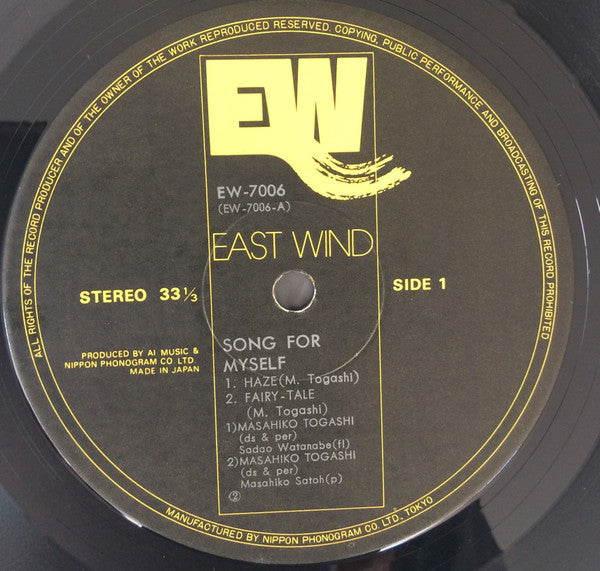 ALL RIGHTS OF THE RECORD PRODUCER AND OF THE OWNER OF THE WORK REPRODUCED RESERVED. COPYING, PUBLIC PERFORMANCE AND BROADCASTING OF THIS RECORD PROHIBITED
EW
EW-7006
(EW-7006-A)
EAST WIND
STEREO 33⅓
SIDE 1
PRODUCED BY AI MUSIC &
NIPPON PHONOGRAM CO. LTD.
MADE IN JAPAN
SONG FOR
MYSELF
1. HAZE(M. Togashi)
2. FAIRY-TALE
(M. Togashi)
1)MASAHIKO TOGASHI
(ds & per)
Sadao Watanabe(fl)
2)MASAHIKO TOGASHI
(ds & per)
Masahiko Satoh(p)
②
MANUFACTURED BY NIPPON PHONOGRAM CO. LTD., TOKYO